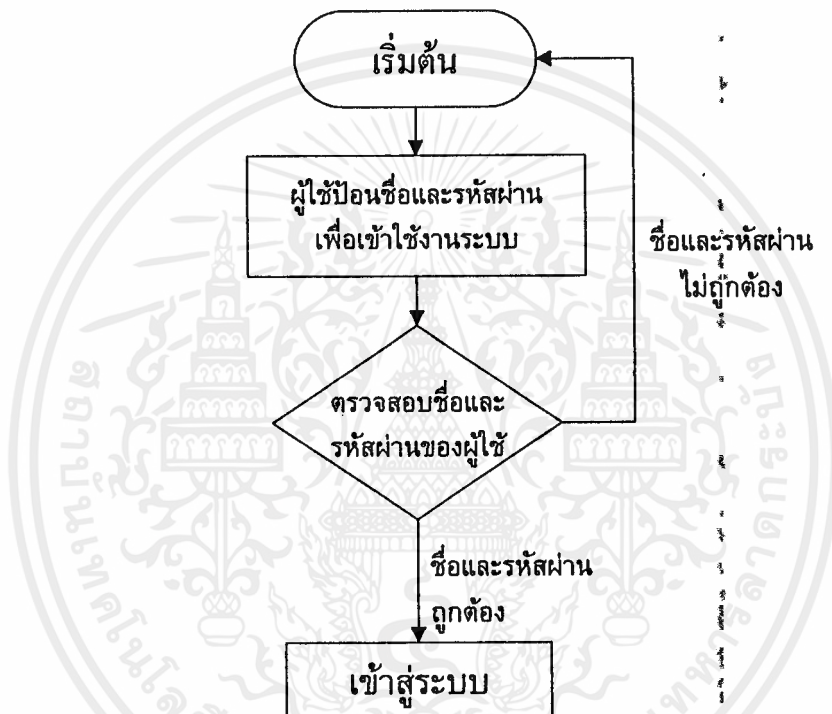 เริ่มต้น
ผู้ใช้ป้อนชื่อและรหัสผ่าน
เพื่อเข้าใช้งานระบบ
ชื่อและรหัสผ่าน
ไม่ถูกต้อง
ตรวจสอบชื่อและ
รหัสผ่านของผู้ใช้
ชื่อและรหัสผ่าน
ถูกต้อง
เข้าสู่ระบบ